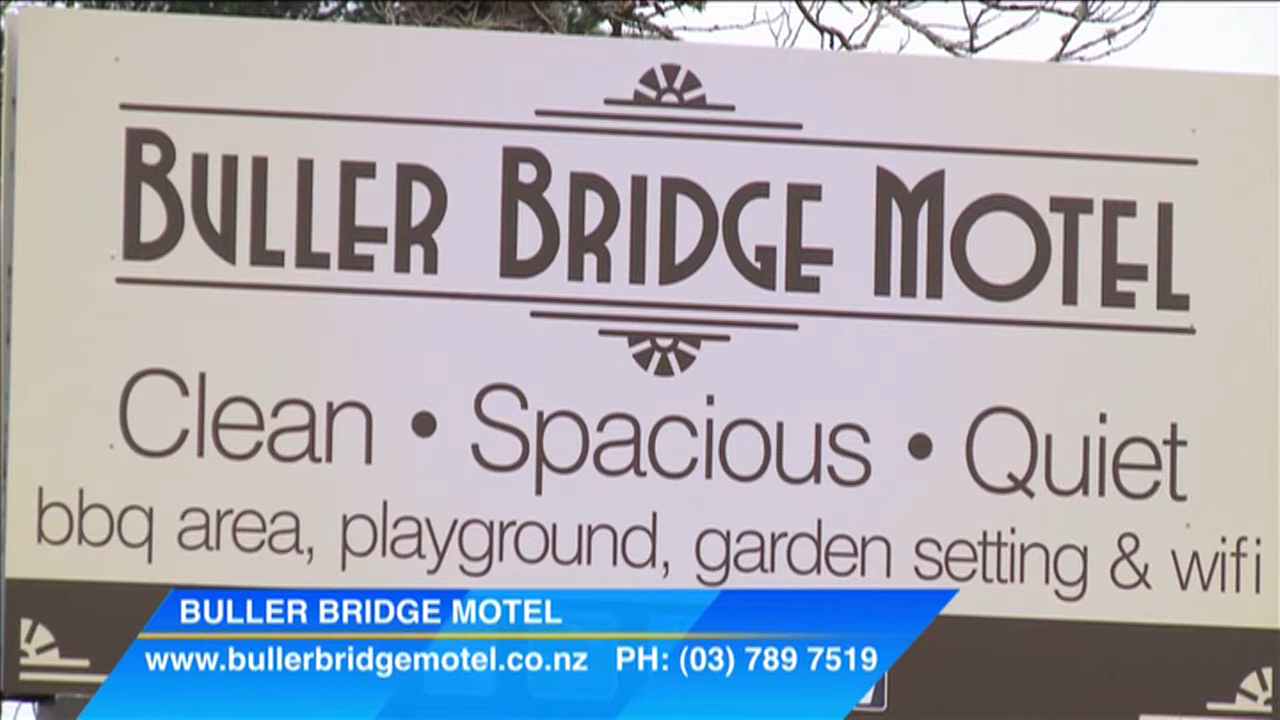 BULLER BRIDGE MOTEL
Clean • Spacious • Quiet
bbq area, playground, garden setting & wifi
BULLER BRIDGE MOTEL
www.bullerbridgemotel.co.nz PH: (03) 789 7519